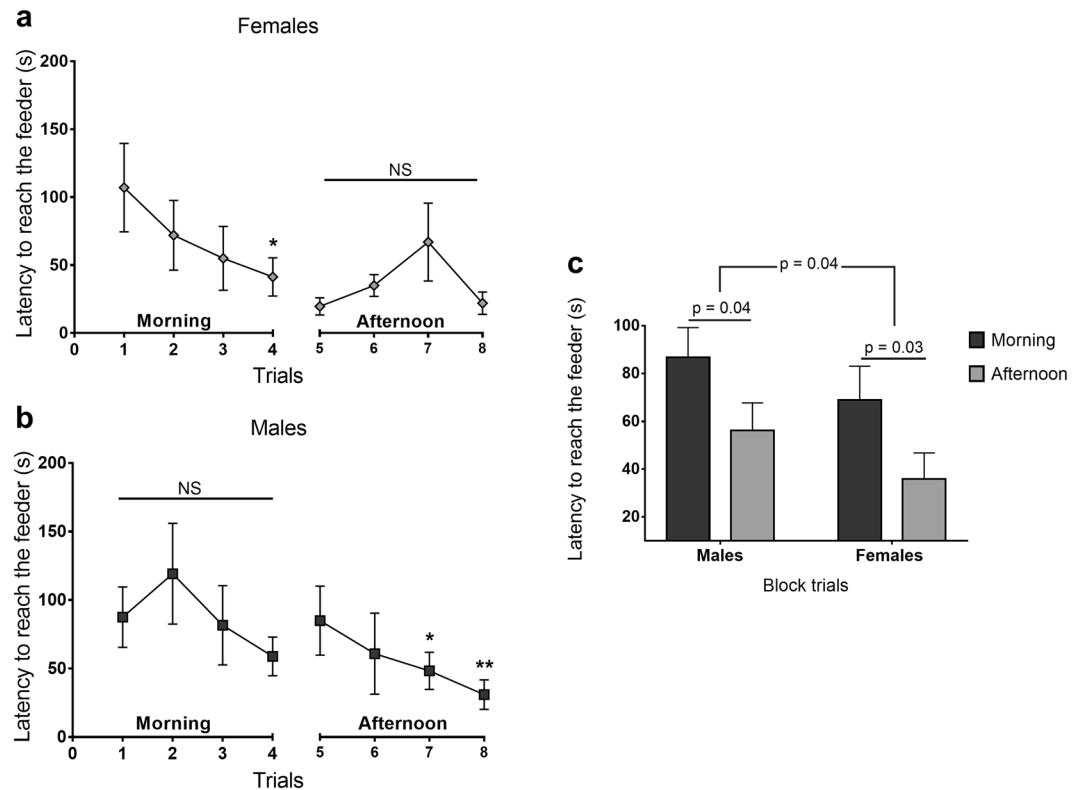 a
Females
Latency to reach the feeder (s)
200
150
100
50
0
NS
*
Morning
Afternoon
0 1 2 3 4 5 6 7 8
Trials
b
Males
Latency to reach the feeder (s)
200
150
100
50
0
NS
*
**
Morning
Afternoon
0 1 2 3 4 5 6 7 8
Trials
c
p = 0.04
p = 0.04
p = 0.03
Latency to reach the feeder (s)
100
80
60
40
20
Males
Females
Block trials
Morning
Afternoon